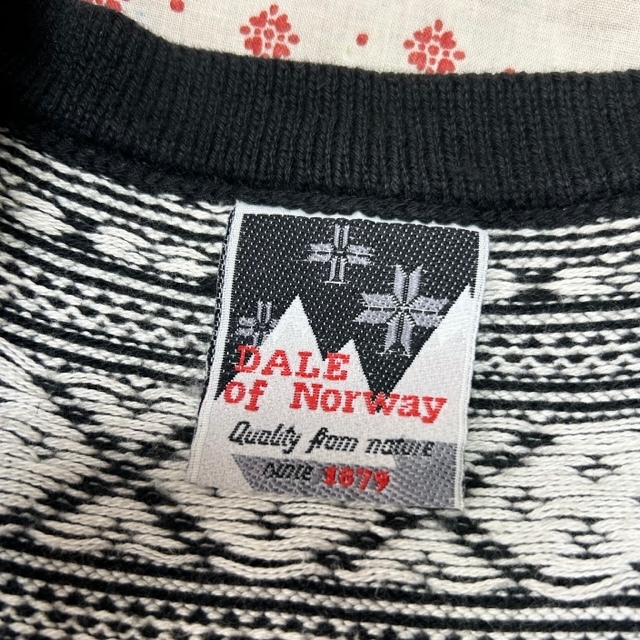 DALE
of Norway
Quality from nature
SINCE 1879